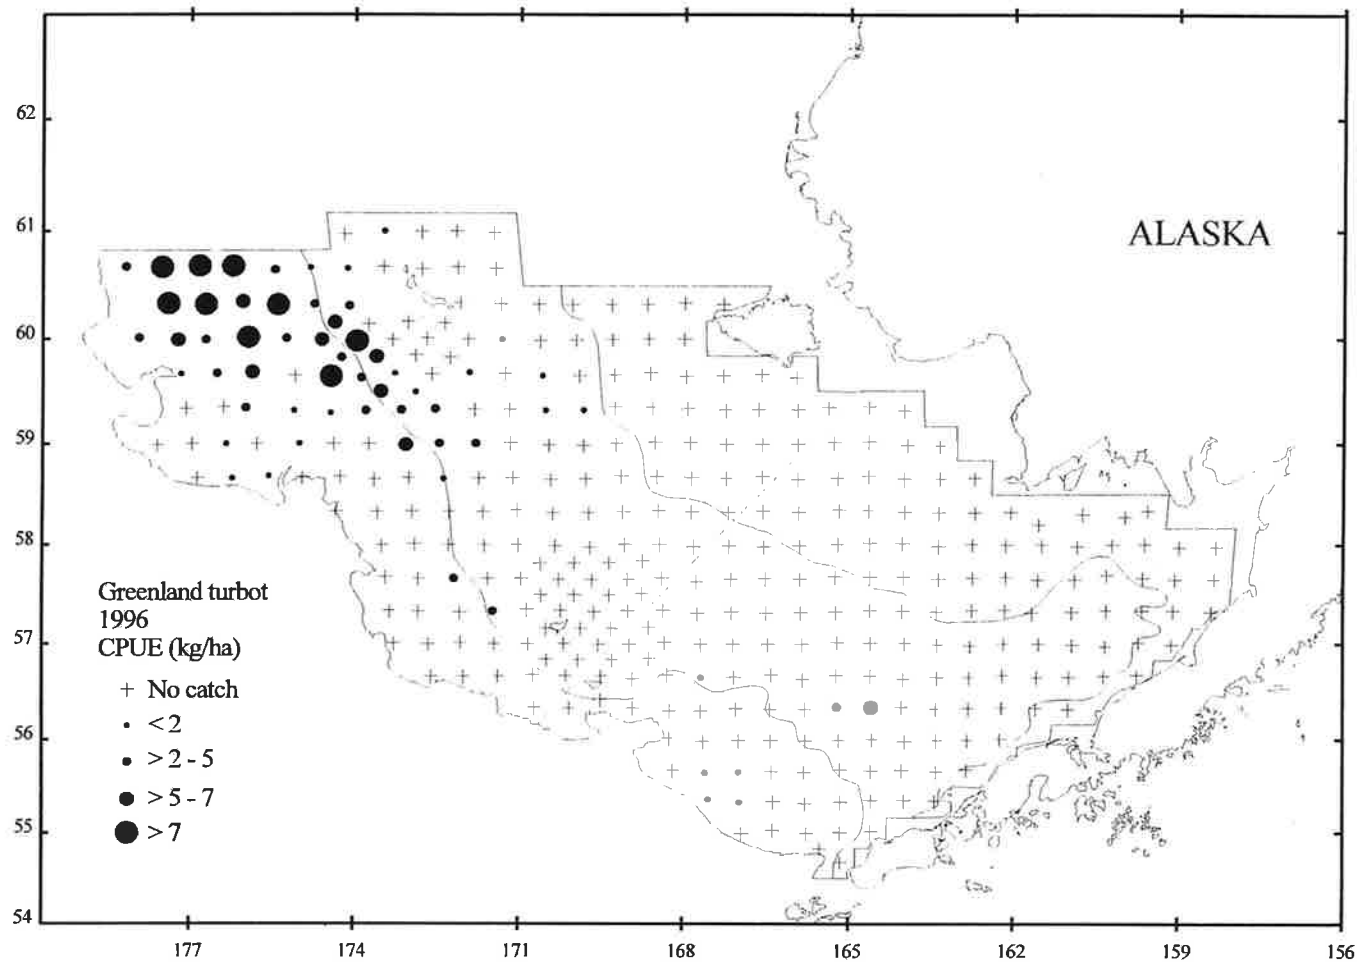 62
61
60
59
58
57
56
55
54
ALASKA
Greenland turbot
1996
CPUE (kg/ha)
+ No catch
< 2
> 2 - 5
> 5 - 7
> 7
177 174 171 168 165 162 159 156